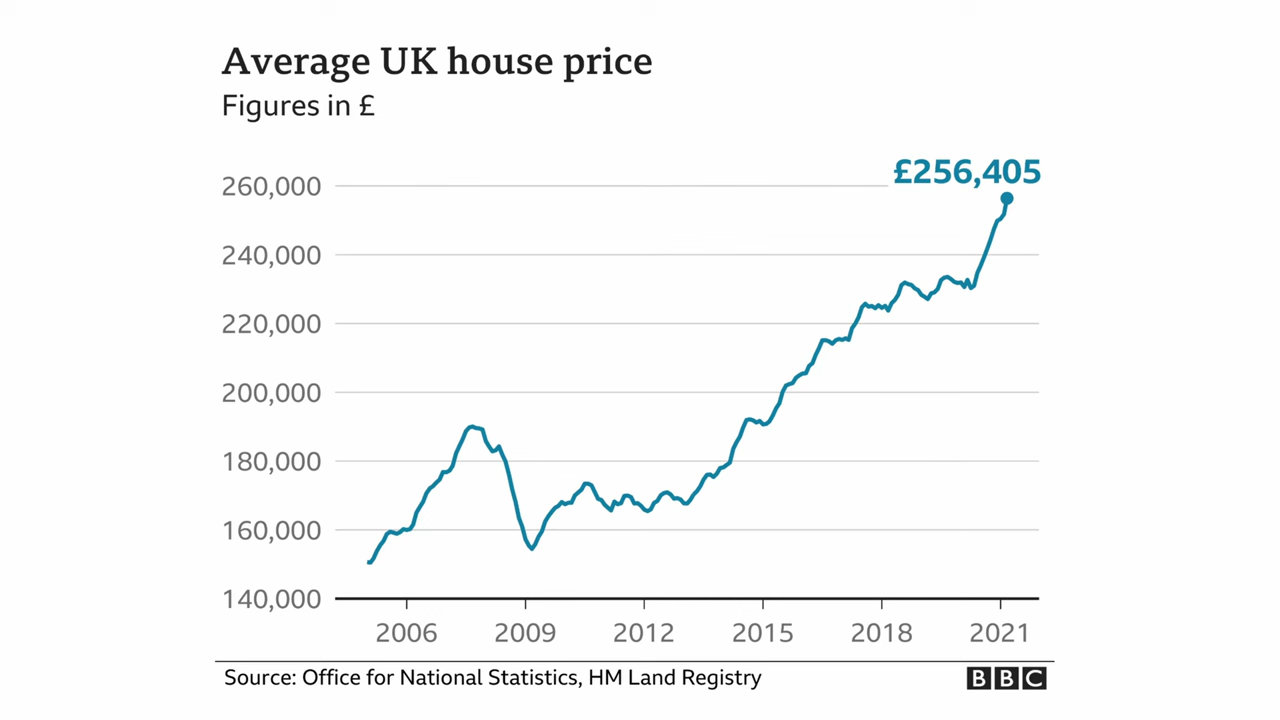 Average UK house price
Figures in £
£256,405
260,000
240,000
220,000
200,000
180,000
160,000
140,000
2006 2009 2012 2015 2018 2021
Source: Office for National Statistics, HM Land Registry
BBC